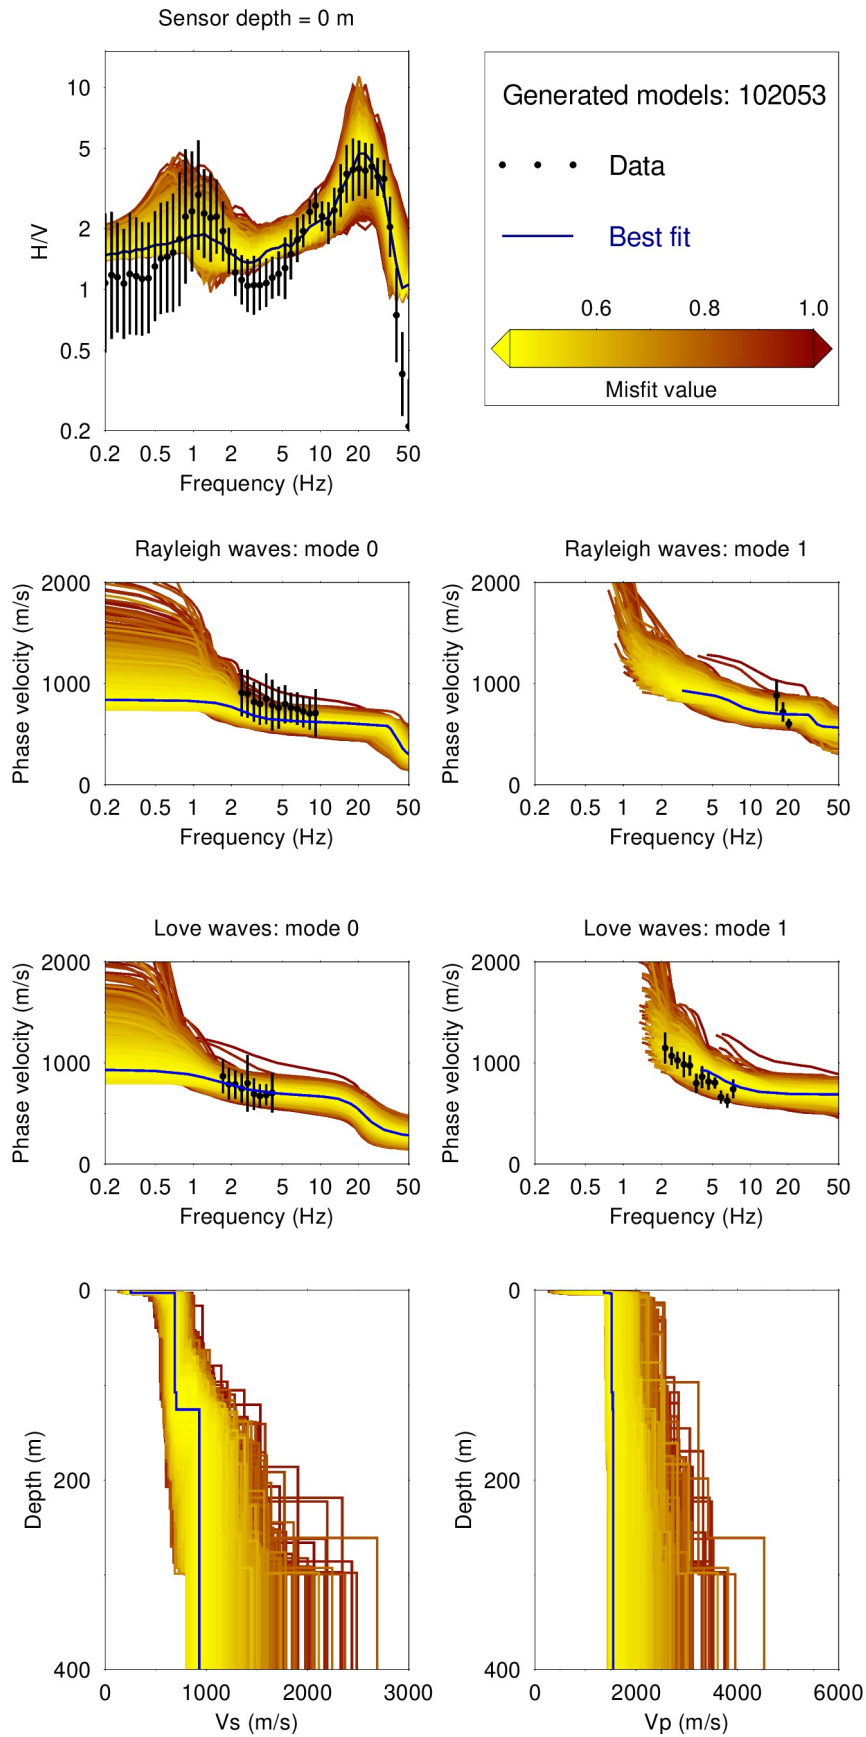 Sensor depth = 0 m
H/V
10
5
2
1
0.5
0.2
0.2 0.5 1 2 5 10 20 50
Frequency (Hz)
Generated models: 102053
Data
Best fit
0.6 0.8 1.0
Misfit value
Rayleigh waves: mode 0
Phase velocity (m/s)
2000
1000
0
0.2 0.5 1 2 5 10 20 50
Frequency (Hz)
Rayleigh waves: mode 1
Phase velocity (m/s)
2000
1000
0
0.2 0.5 1 2 5 10 20 50
Frequency (Hz)
Love waves: mode 0
Phase velocity (m/s)
2000
1000
0
0.2 0.5 1 2 5 10 20 50
Frequency (Hz)
Love waves: mode 1
Phase velocity (m/s)
2000
1000
0
0.2 0.5 1 2 5 10 20 50
Frequency (Hz)
Depth (m)
0
200
400
0 1000 2000 3000
Vs (m/s)
Depth (m)
0
200
400
0 2000 4000 6000
Vp (m/s)